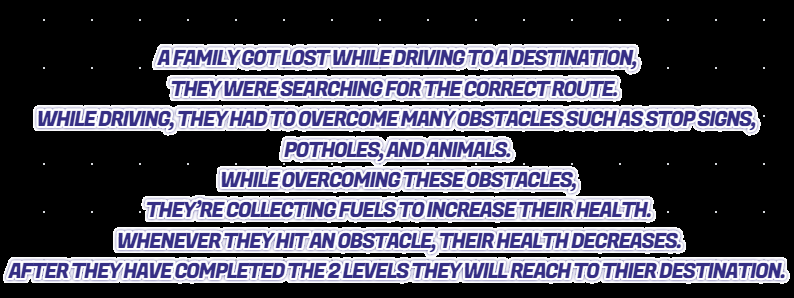 A FAMILY GOT LOST WHILE DRIVING TO A DESTINATION,
THEY WERE SEARCHING FOR THE CORRECT ROUTE.
WHILE DRIVING, THEY HAD TO OVERCOME MANY OBSTACLES SUCH AS STOP SIGNS,
POTHOLES, AND ANIMALS.
WHILE OVERCOMING THESE OBSTACLES,
THEY'RE COLLECTING FUELS TO INCREASE THEIR HEALTH.
WHENEVER THEY HIT AN OBSTACLE, THEIR HEALTH DECREASES.
AFTER THEY HAVE COMPLETED THE 2 LEVELS THEY WILL REACH TO THIER DESTINATION.